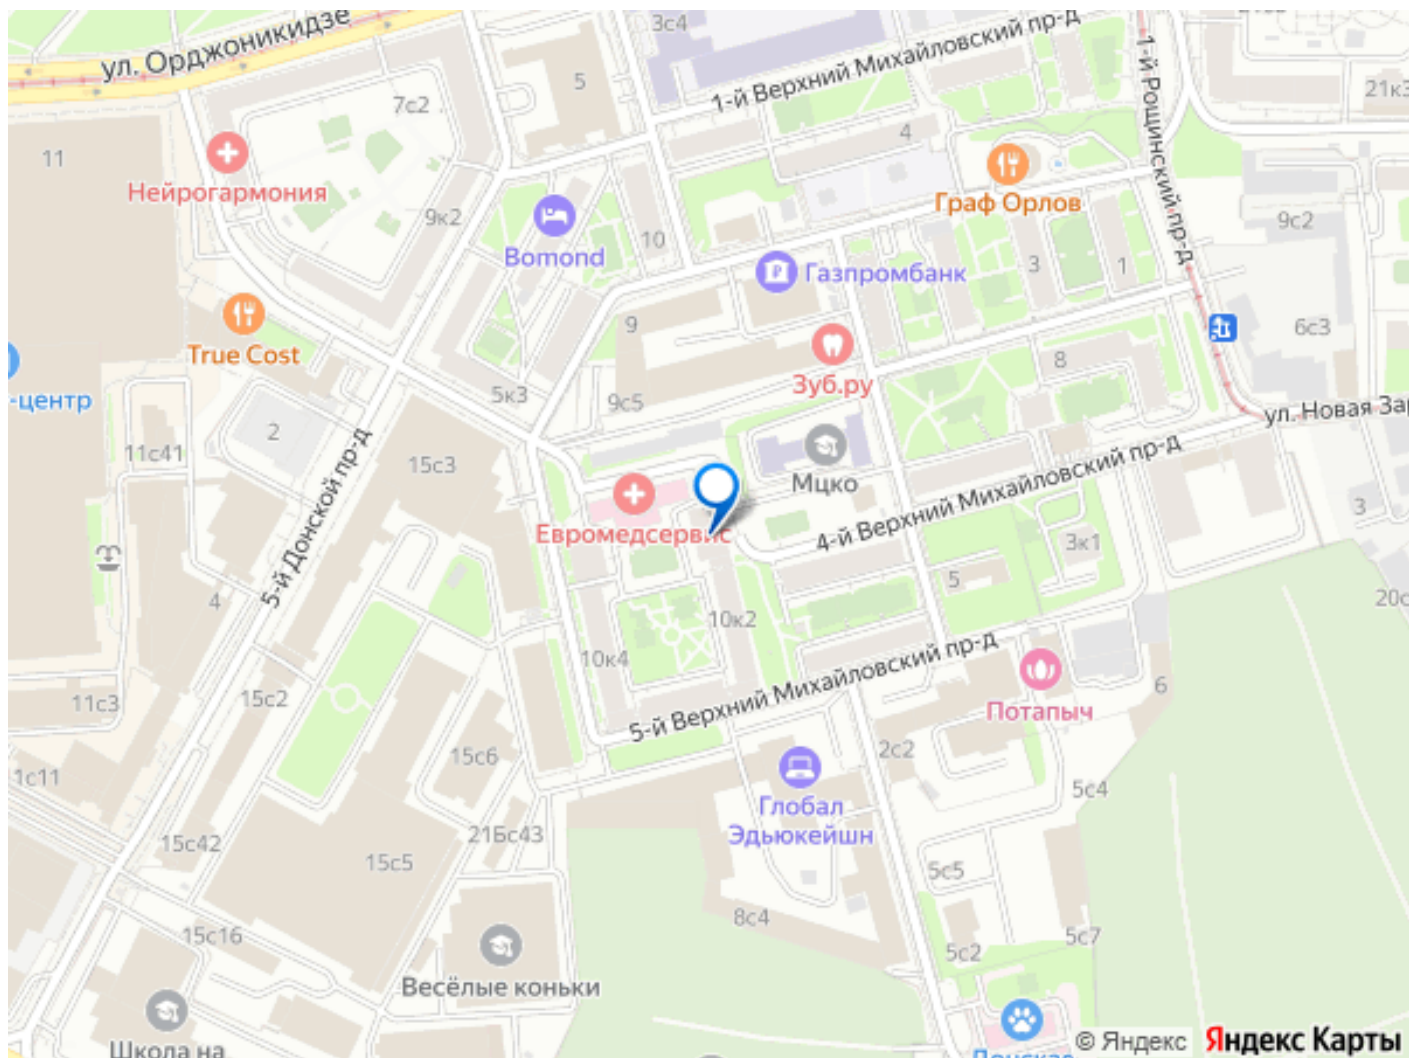 3с4
1-й Верхний Михайловский пр-д
ул. Орджоникидзе
5
7с2
21к3
11
4
1-й Рощинский пр-д
Нейрогармония
Граф Орлов
9к2
9с2
10
Bomond
3
1
Газпромбанк
9
6с3
True Cost
8
Зуб.ру
5к3
-центр
9с5
ул. Новая Зар
2
11с41
15с3
5-й Донской пр-д
Мцко
4-й Верхний Михайловский пр-д
3
Евромедсервис
3к1
5
4
20с
10к2
10к4
5-й Верхний Михайловский пр-д
15с2
11с3
6
Потапыч
2с2
15с6
1с11
5с4
Глобал
Эдьюкейшн
21Бс43
15с42
15с5
5с5
8с4
15с16
5с7
5с2
Весёлые коньки
Школа на
Донская
© Яндекс
Яндекс Карты